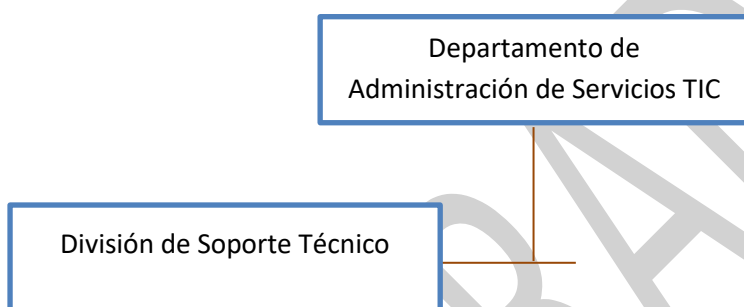 Departamento de
Administración de Servicios TIC
División de Soporte Técnico